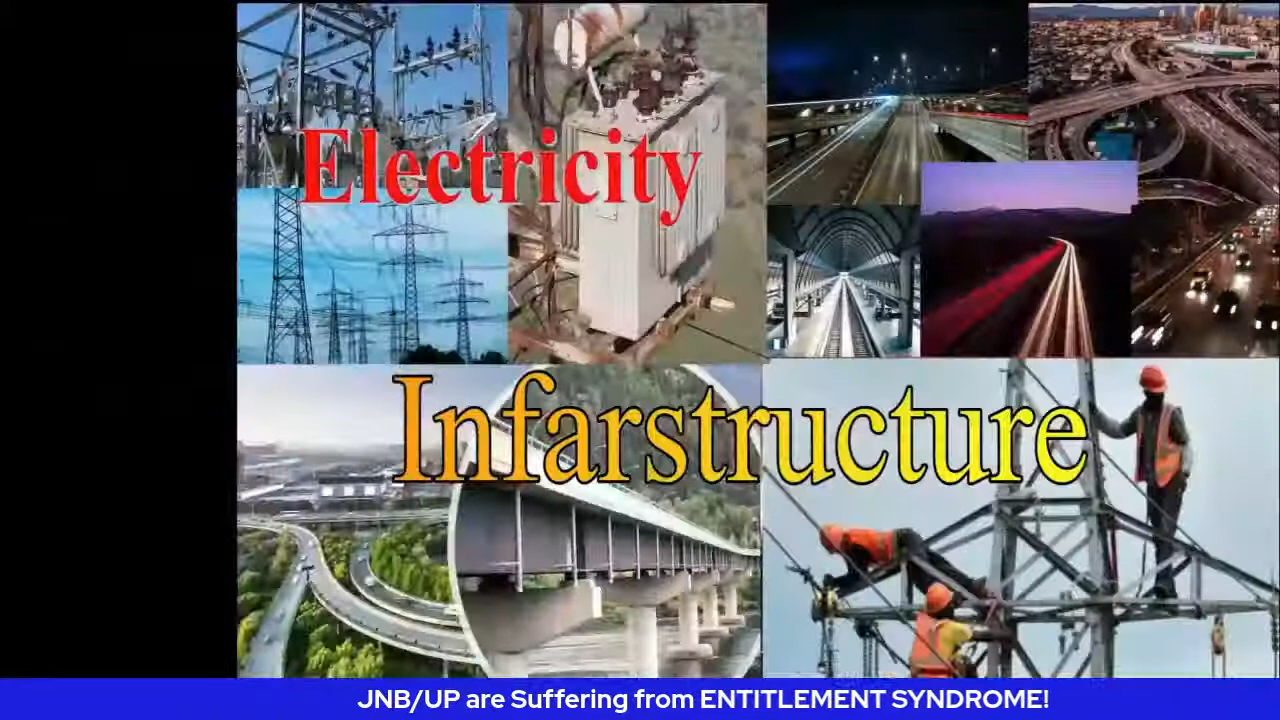 Electricity
Infarstructure
JNB/UP are Suffering from ENTITLEMENT SYNDROME!